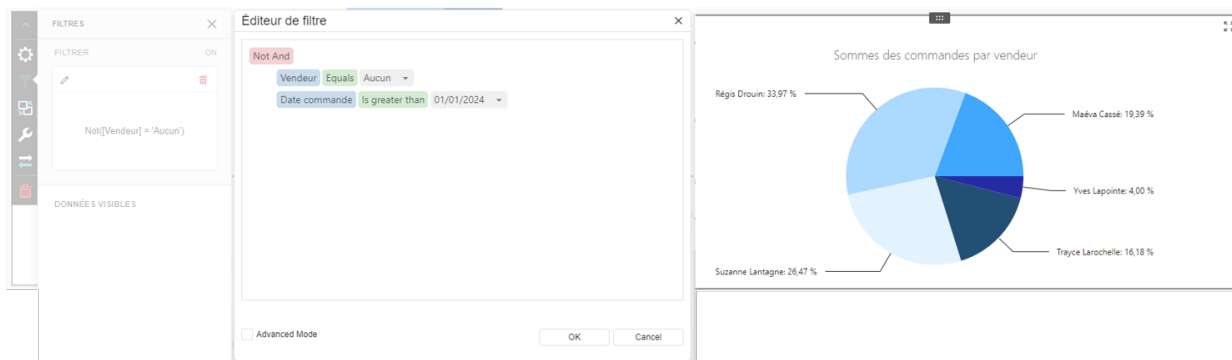 FILTRES
FILTRER ON
Not([Vendeur] = 'Aucun')
DONNÉES VISIBLES
Éditeur de filtre
Not And
Vendeur Equals Aucun
Date commande Is greater than 01/01/2024
Advanced Mode
OK Cancel
Sommes des commandes par vendeur
Régis Drouin: 33,97 %
Maéva Cassé: 19,39 %
Yves Lapointe: 4,00 %
Trayce Larochelle: 16,18 %
Suzanne Lantagne: 26,47 %